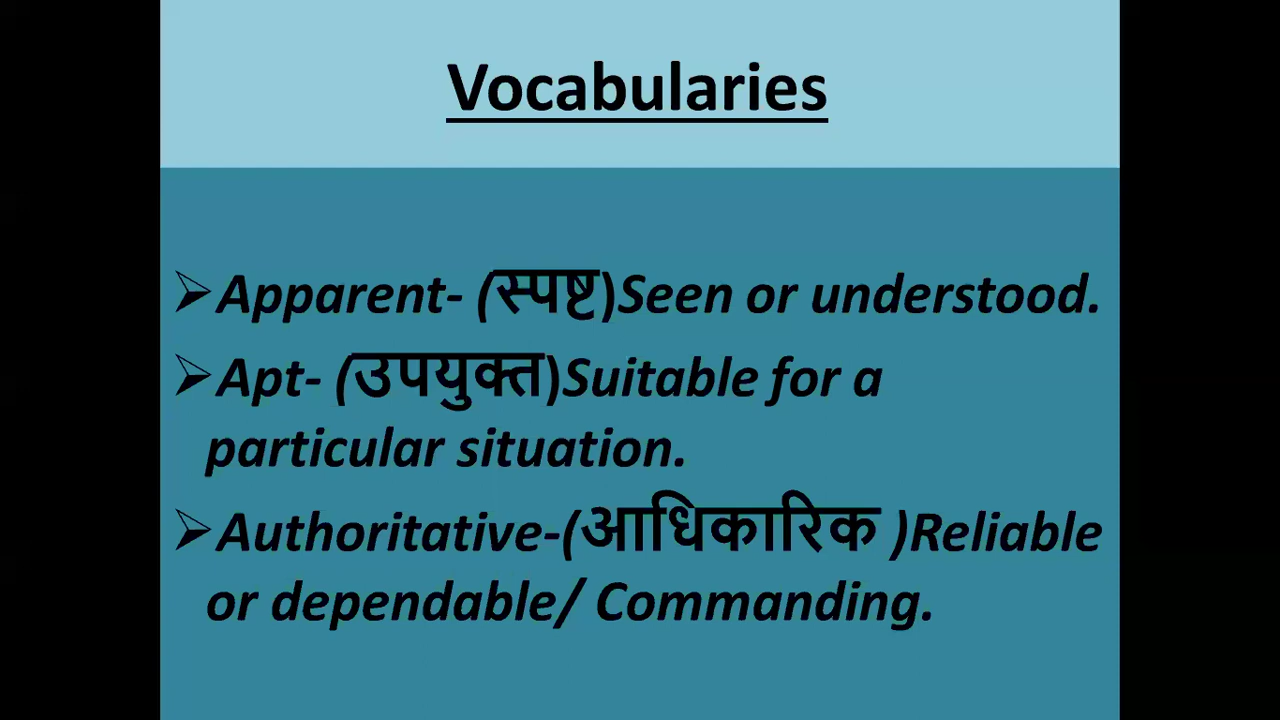 Vocabularies
➢Apparent- (स्पष्ट)Seen or understood.
➢Apt- (उपयुक्त)Suitable for a
particular situation.
➢Authoritative-(आधिकारिक )Reliable
or dependable/ Commanding.